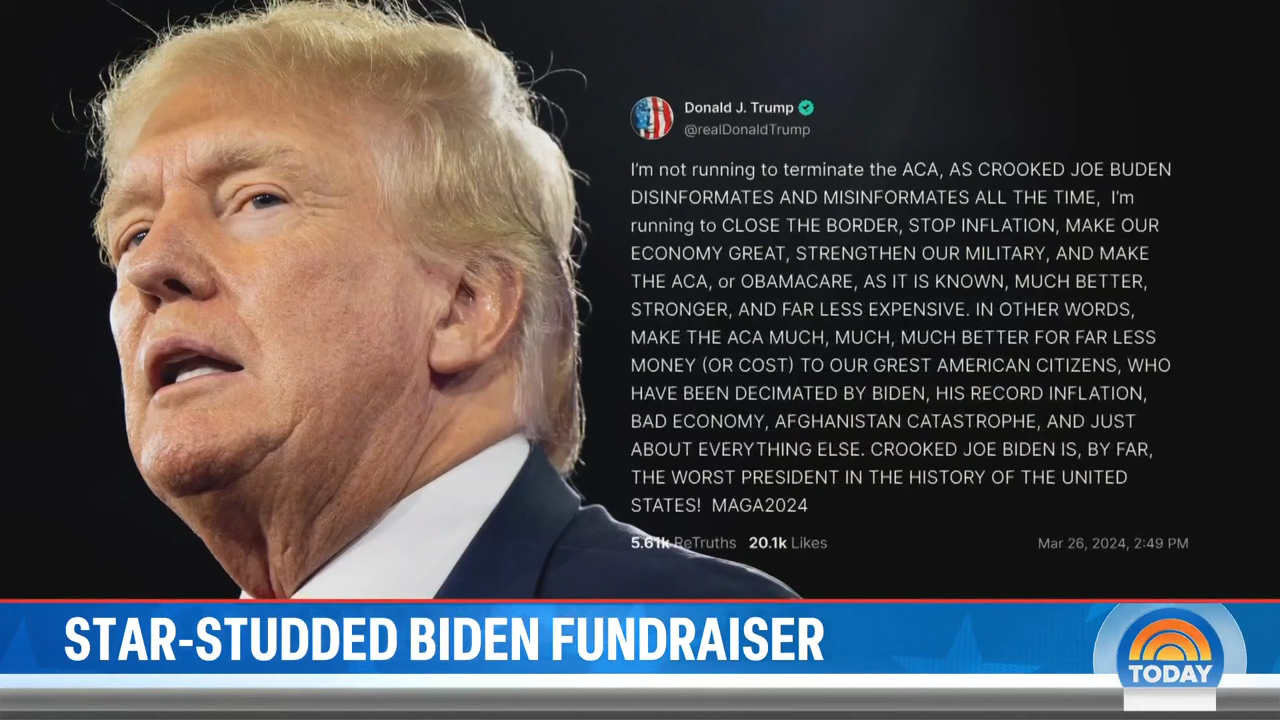 Donald J. Trump
@realDonaldTrump
I'm not running to terminate the ACA, AS CROOKED JOE BUDEN
DISINFORMATES AND MISINFORMATES ALL THE TIME,  I'm
running to CLOSE THE BORDER, STOP INFLATION, MAKE OUR
ECONOMY GREAT, STRENGTHEN OUR MILITARY, AND MAKE
THE ACA, or OBAMACARE, AS IT IS KNOWN, MUCH BETTER,
STRONGER, AND FAR LESS EXPENSIVE. IN OTHER WORDS,
MAKE THE ACA MUCH, MUCH, MUCH BETTER FOR FAR LESS
MONEY (OR COST) TO OUR GREST AMERICAN CITIZENS, WHO
HAVE BEEN DECIMATED BY BIDEN, HIS RECORD INFLATION,
BAD ECONOMY, AFGHANISTAN CATASTROPHE, AND JUST
ABOUT EVERYTHING ELSE. CROOKED JOE BIDEN IS, BY FAR,
THE WORST PRESIDENT IN THE HISTORY OF THE UNITED
STATES!  MAGA2024
5.61k ReTruths 20.1k Likes Mar 26, 2024, 2:49 PM
STAR-STUDDED BIDEN FUNDRAISER
TODAY